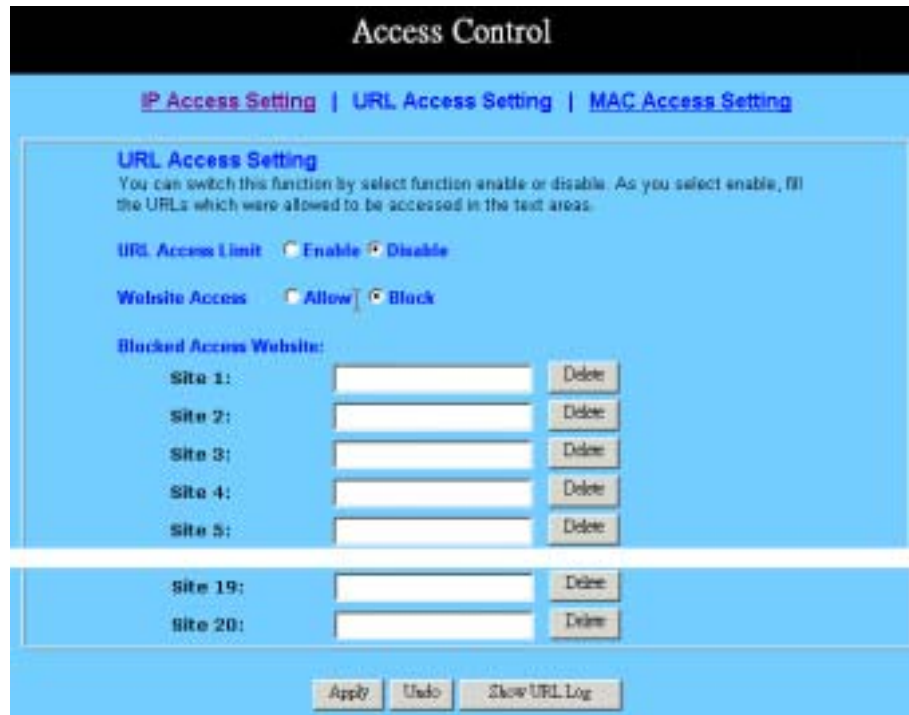 Access Control
IP Access Setting | URL Access Setting | MAC Access Setting
URL Access Setting
You can switch this function by select function enable or disable. As you select enable, fill
the URLs which were allowed to be accessed in the text areas.
URL Access Limit Enable Disable
Website Access Allow Block
Blocked Access Website:
Site 1: Delete
Site 2: Delete
Site 3: Delete
Site 4: Delete
Site 5: Delete
Site 19: Delete
Site 20: Delete
Apply Undo Show URL Log